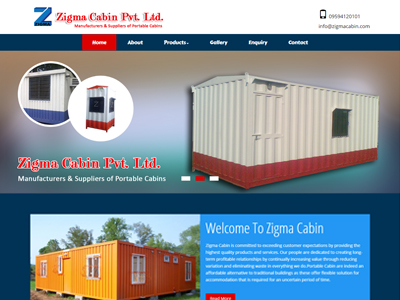 Z
Zigma Cabin Pvt. Ltd.
Manufacturers & Suppliers of Portable Cabins
09594120101
info@zigmacabin.com
Home
About
Products
Gallery
Enquiry
Contact
Zigma Cabin Pvt. Ltd.
Manufacturers & Suppliers of Portable Cabins
Welcome To Zigma Cabin
Zigma Cabin is committed to exceeding customer expectations by providing the
highest quality products and services. Our people are dedicated to creating long-
term profitable relationships by continually increasing value through reducing
variation and eliminating waste in everything we do.Portable Cabin are indeed an
affordable alternative to traditional buildings as these offer flexible solution for
accommodation that is required for an uncertain period of time.